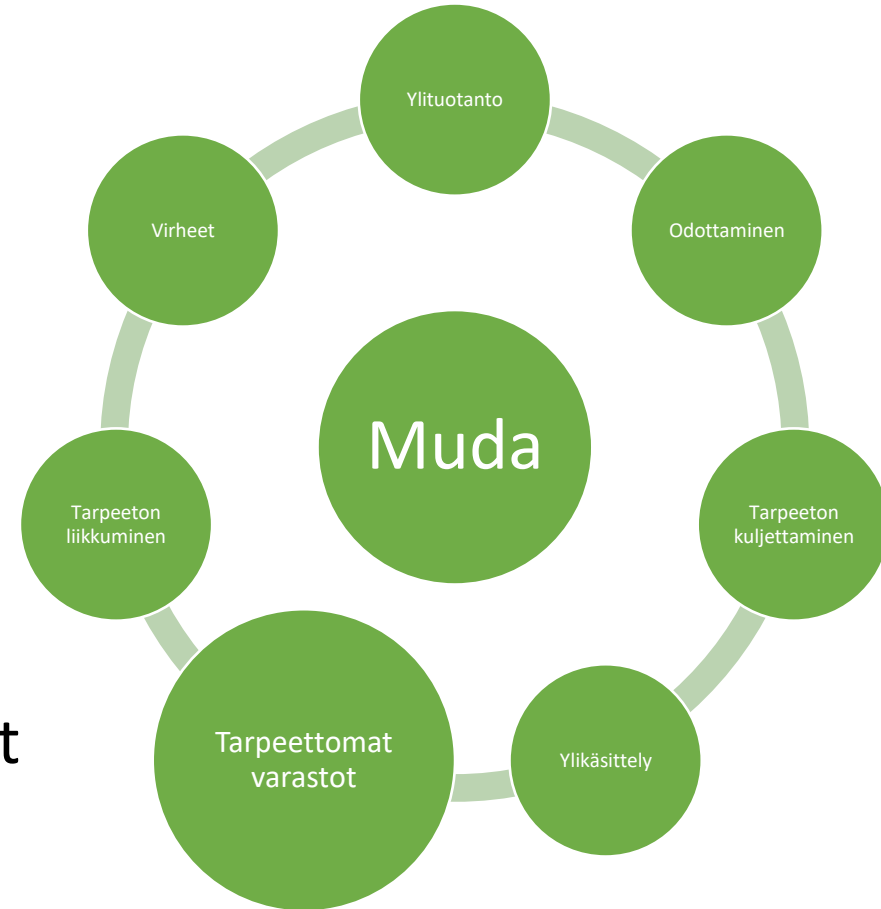 Ylituotanto
Odottaminen
Tarpeeton
kuljettaminen
Ylikäsittely
Tarpeettomat
varastot
Tarpeeton
liikkuminen
Virheet
Muda
t